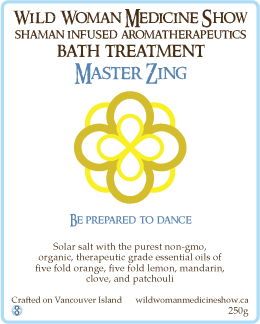 Wild Woman Medicine Show
shaman infused aromatherapeutics
bath treatment
Master Zing
Be prepared to dance
Solar salt with the purest non-gmo,
organic, therapeutic grade essential oils of
five fold orange, five fold lemon, mandarin,
clove, and patchouli
Crafted on Vancouver Island wildwomanmedicineshow.ca
250g